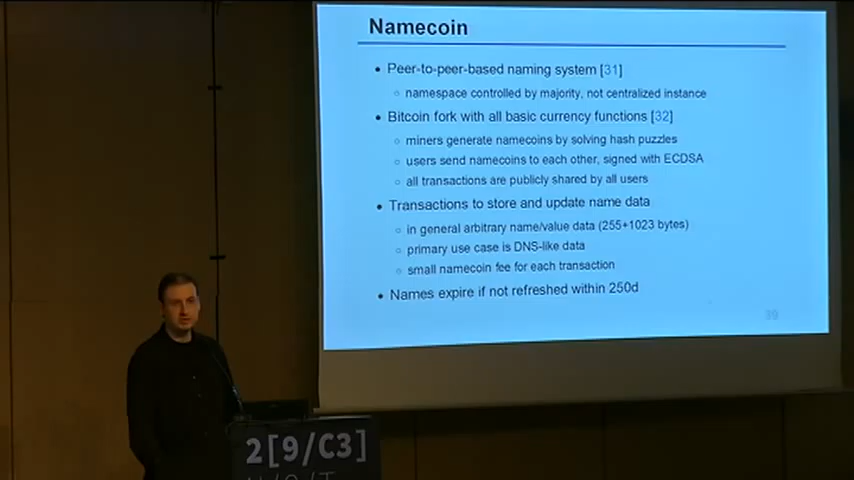 Namecoin
• Peer-to-peer-based naming system [31]
○ namespace controlled by majority, not centralized instance
• Bitcoin fork with all basic currency functions [32]
○ miners generate namecoins by solving hash puzzles
○ users send namecoins to each other, signed with ECDSA
○ all transactions are publicly shared by all users
• Transactions to store and update name data
○ in general arbitrary name/value data (255+1023 bytes)
○ primary use case is DNS-like data
○ small namecoin fee for each transaction
• Names expire if not refreshed within 250d
39
2[9/C3]